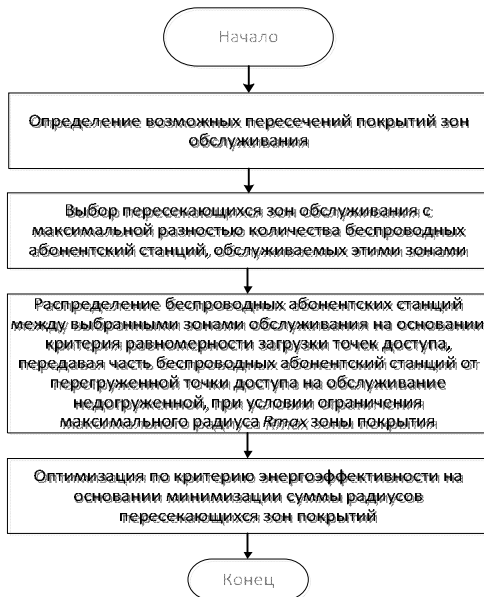 Начало
Определение возможных пересечений покрытий зон
обслуживания
Выбор пересекающихся зон обслуживания с
максимальной разностью количества беспроводных
абонентский станций, обслуживаемых этими зонами
Распределение беспроводных абонентских станций
между выбранными зонами обслуживания на основании
критерия равномерности загрузки точек доступа,
передавая часть беспроводных абонентский станций от
перегруженной точки доступа на обслуживание
недогруженной, при условии ограничения
максимального радиуса Rmax зоны покрытия
Оптимизация по критерию энергоэффективности на
основании минимизации суммы радиусов
пересекающихся зон покрытий
Конец